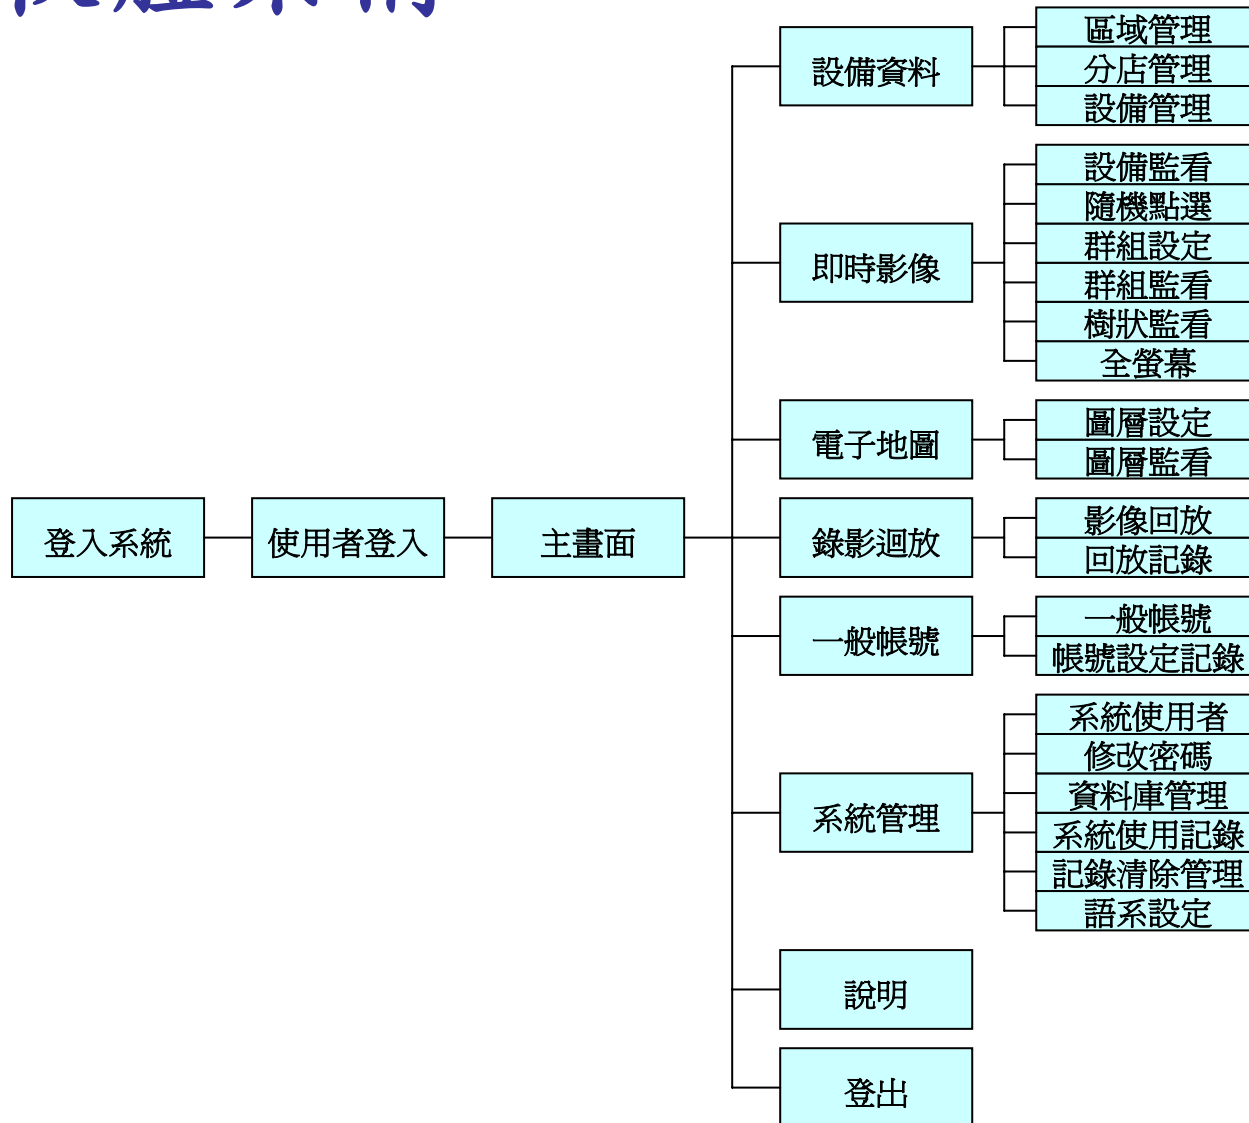 登入系統
使用者登入
主畫面
設備資料
區域管理
分店管理
設備管理
即時影像
設備監看
隨機點選
群組設定
群組監看
樹狀監看
全螢幕
電子地圖
圖層設定
圖層監看
錄影迴放
影像回放
回放記錄
一般帳號
一般帳號
帳號設定記錄
系統管理
系統使用者
修改密碼
資料庫管理
系統使用記錄
記錄清除管理
語系設定
說明
登出